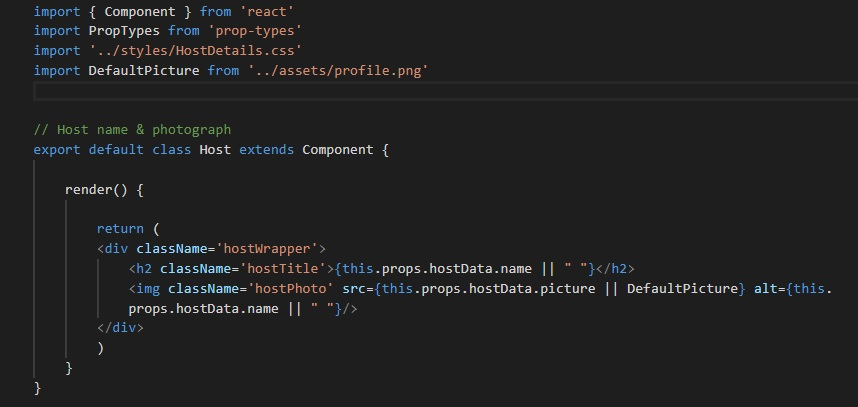 import { Component } from 'react'
import PropTypes from 'prop-types'
import '../styles/HostDetails.css'
import DefaultPicture from '../assets/profile.png'
// Host name & photograph
export default class Host extends Component {
render() {
return (
<div className='hostWrapper'>
<h2 className='hostTitle'>{this.props.hostData.name || " "}</h2>
<img className='hostPhoto' src={this.props.hostData.picture || DefaultPicture} alt={this.
props.hostData.name || " "}/>
</div>
)
}
}